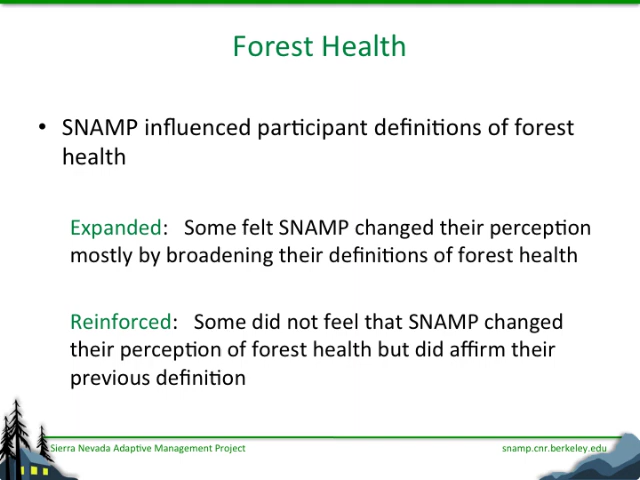 Forest Health
• SNAMP influenced participant definitions of forest
health
Expanded: Some felt SNAMP changed their perception
mostly by broadening their definitions of forest health
Reinforced: Some did not feel that SNAMP changed
their perception of forest health but did affirm their
previous definition
Sierra Nevada Adaptive Management Project
snamp.cnr.berkeley.edu